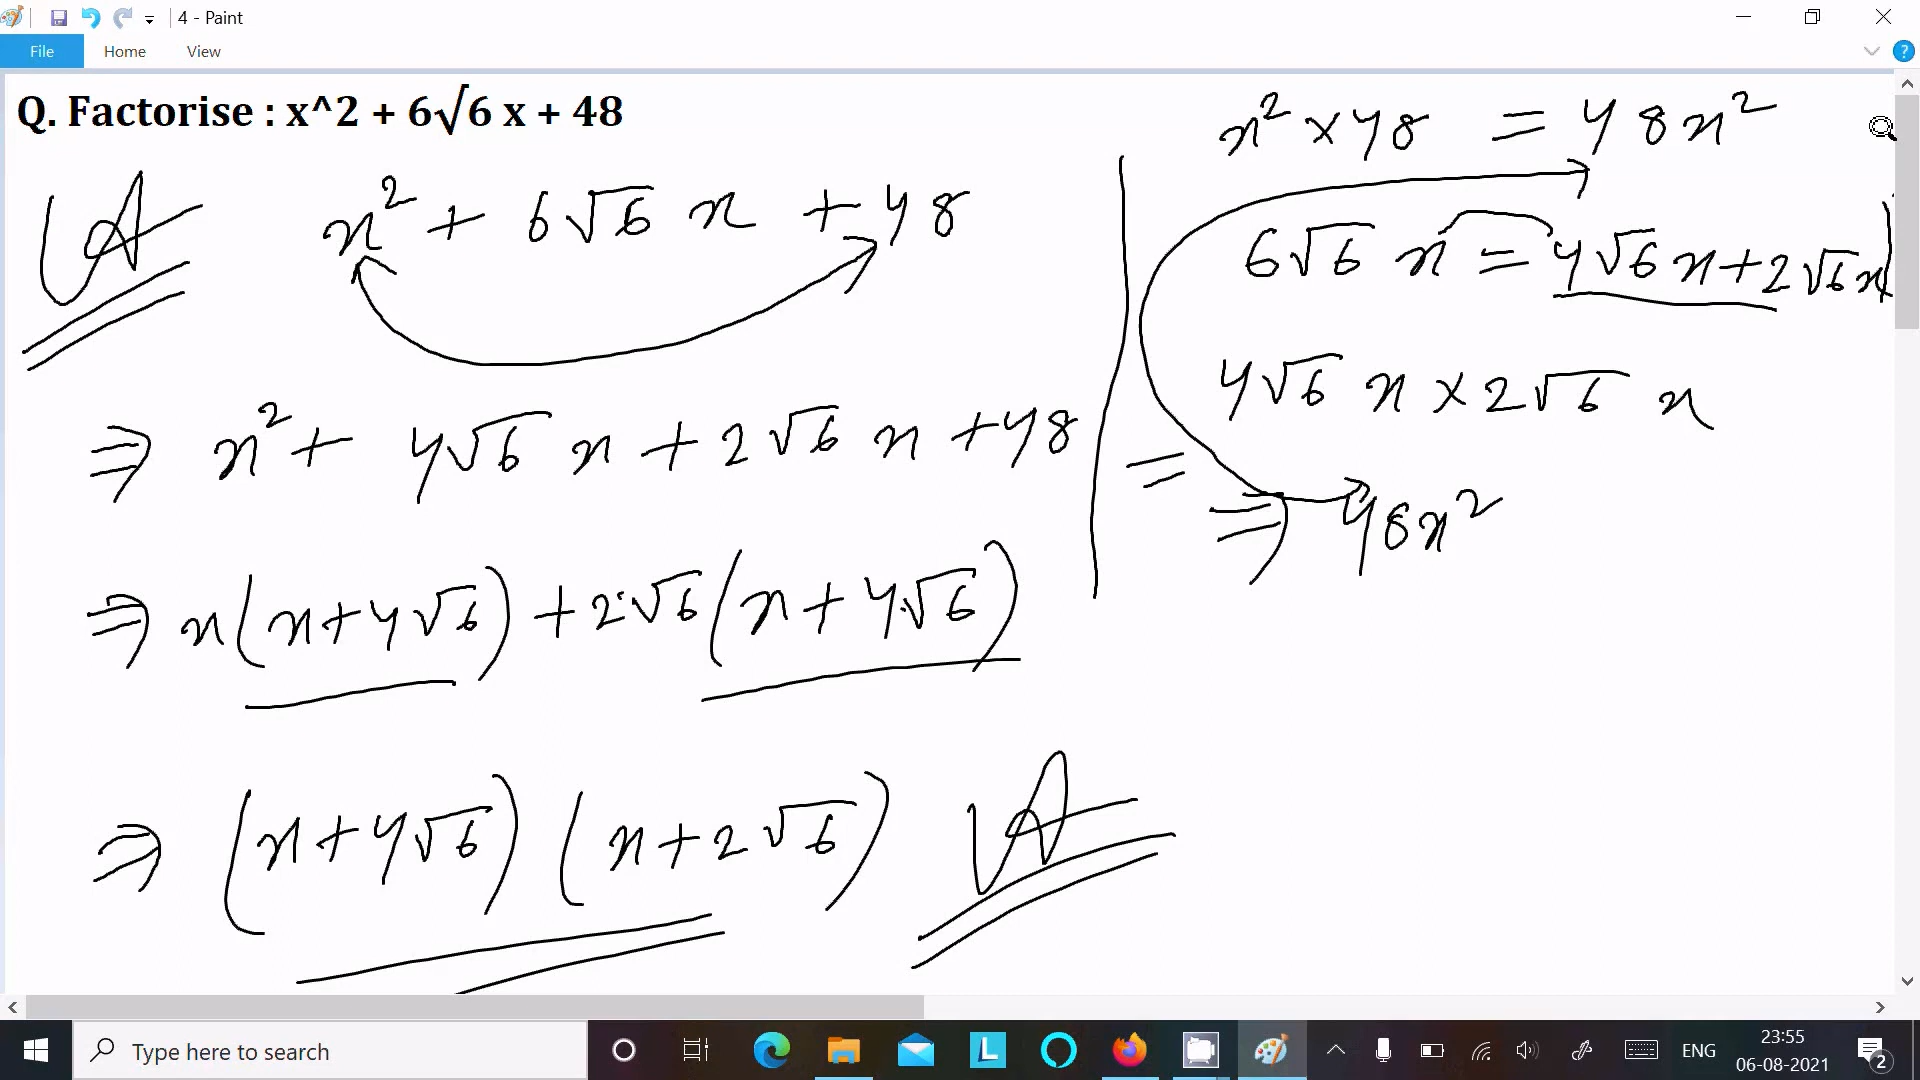 4 - Paint
File Home View
Q. Factorise : x^2 + 6√6 x + 48
x² + 6√6 x + 48
⇒ x² + 4√6 x + 2√6 x + 48
⇒ x(x+4√6) + 2·√6(x+4·√6)
⇒ (x+4√6) (x+2√6)
x² × 48 = 48x²
6√6 x = 4√6 x + 2√6 x
4√6 x × 2√6 x
=
⇒ 48x²
Type here to search
ENG
23:55
06-08-2021
2